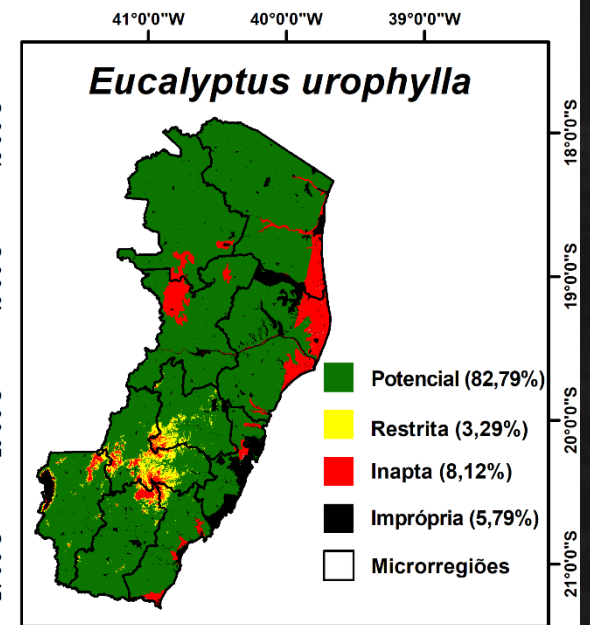 41°0'0"W 40°0'0"W 39°0'0"W
Eucalyptus urophylla
18°0'0"S
19°0'0"S
Potencial (82,79%)
20°0'0"S
Restrita (3,29%)
Inapta (8,12%)
Imprópria (5,79%)
Microrregiões
21°0'0"S